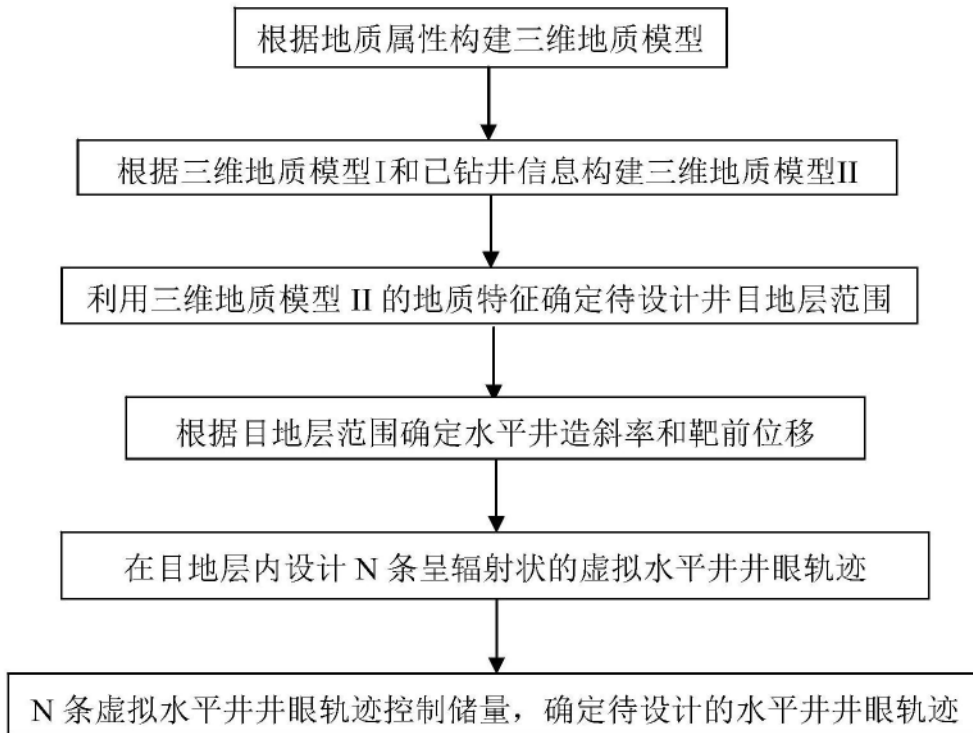 根据地质属性构建三维地质模型
根据三维地质模型I和已钻井信息构建三维地质模型II
利用三维地质模型 II 的地质特征确定待设计井目地层范围
根据目地层范围确定水平井造斜率和靶前位移
在目地层内设计 N 条呈辐射状的虚拟水平井井眼轨迹
N 条虚拟水平井井眼轨迹控制储量，确定待设计的水平井井眼轨迹